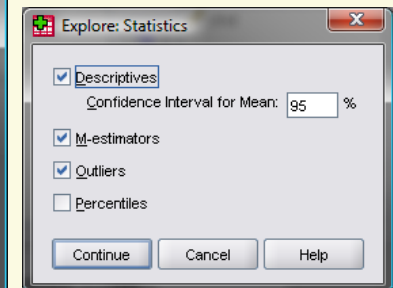 Explore: Statistics
Descriptives
Confidence Interval for Mean: 95 %
M-estimators
Outliers
Percentiles
Continue Cancel Help